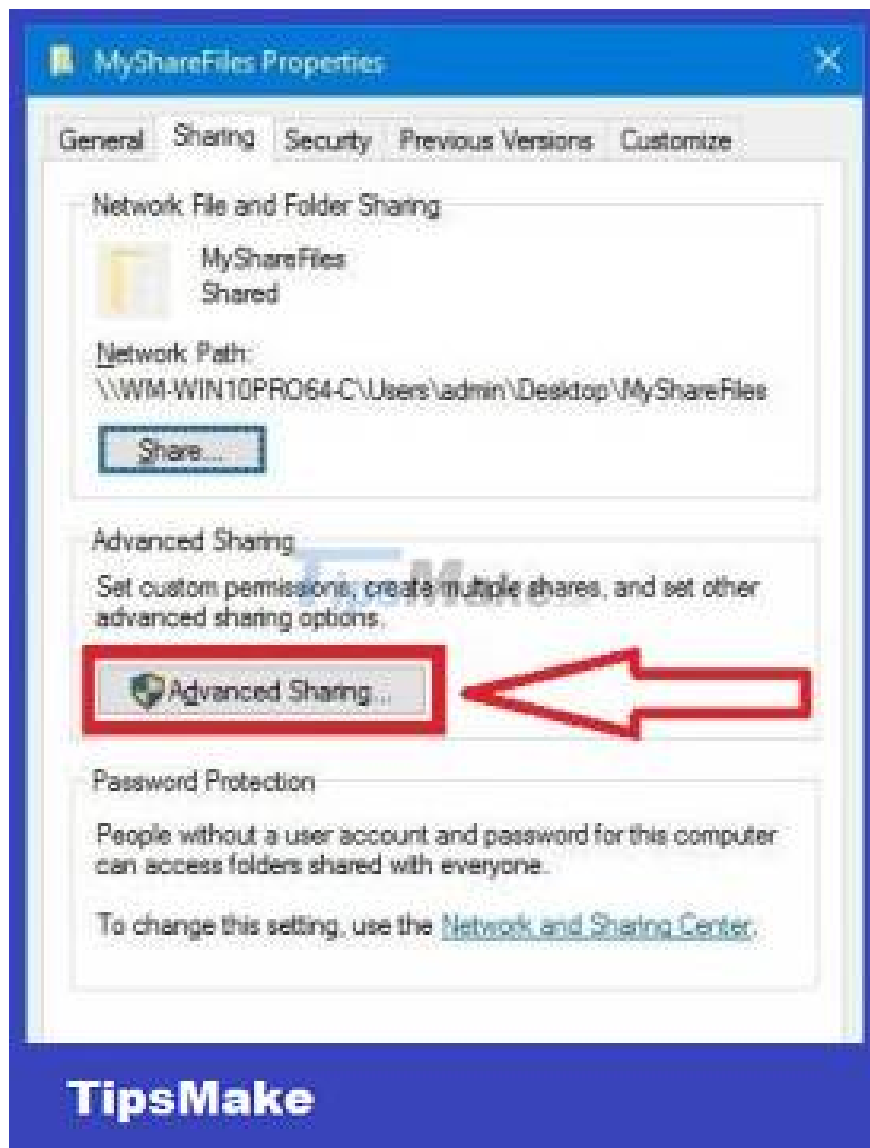 MyShareFiles Properties
General Sharing Security Previous Versions Customize
Network File and Folder Sharing
MyShareFiles
Shared
Network Path:
\\WM-WIN10PRO64-C\Users\admin\Desktop\MyShareFiles
Share...
Advanced Sharing
Set custom permissions, create multiple shares, and set other
advanced sharing options.
TipsMake
Advanced Sharing...
Password Protection
People without a user account and password for this computer
can access folders shared with everyone.
To change this setting, use the Network and Sharing Center.
TipsMake